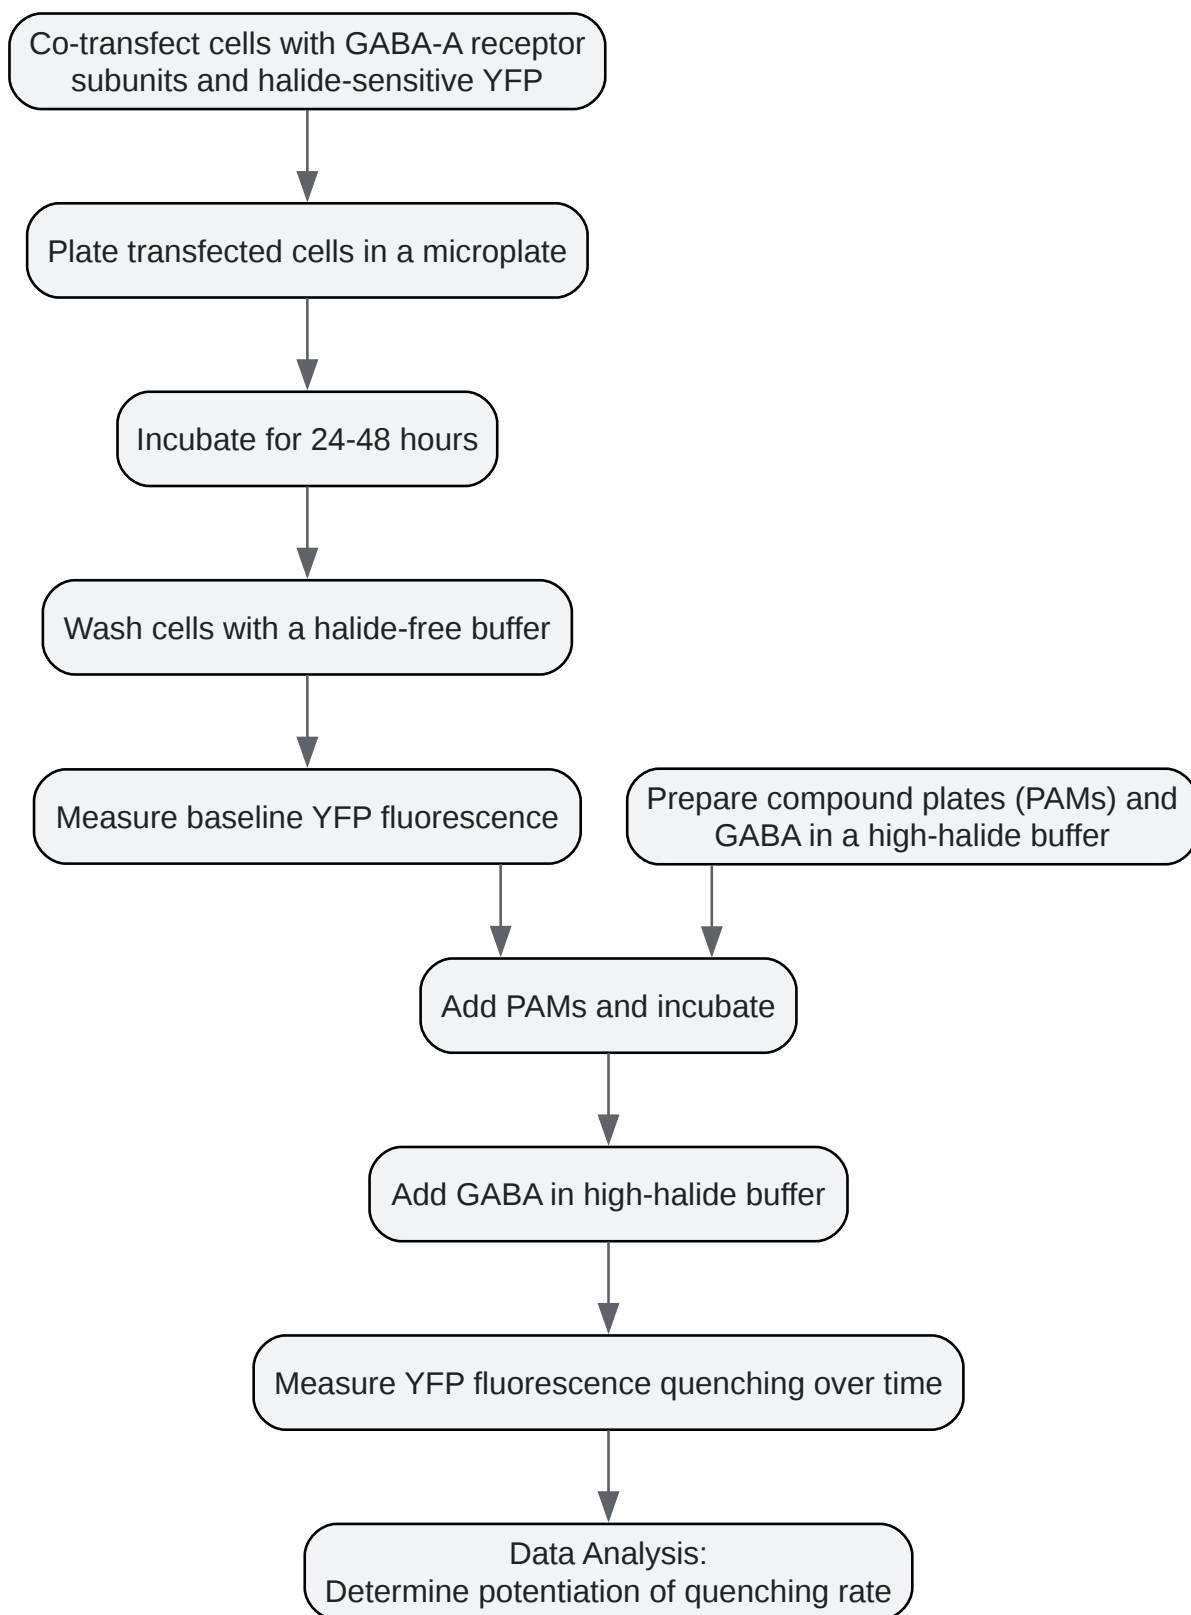 Co-transfect cells with GABA-A receptor
subunits and halide-sensitive YFP
Plate transfected cells in a microplate
Incubate for 24-48 hours
Wash cells with a halide-free buffer
Measure baseline YFP fluorescence
Prepare compound plates (PAMs) and
GABA in a high-halide buffer
Add PAMs and incubate
Add GABA in high-halide buffer
Measure YFP fluorescence quenching over time
Data Analysis:
Determine potentiation of quenching rate